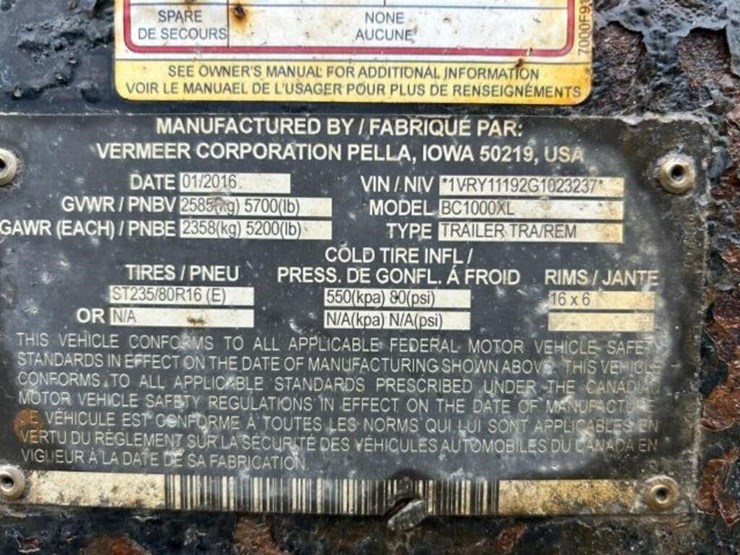 SPARE NONE
DE SECOURS AUCUNE
7000F9
SEE OWNER'S MANUAL FOR ADDITIONAL INFORMATION
VOIR LE MANUAEL DE L'USAGER POUR PLUS DE RENSEIGNÉMENTS
MANUFACTURED BY / FABRIQUÉ PAR:
VERMEER CORPORATION PELLA, IOWA 50219, USA
DATE 01/2016 VIN / NIV *1VRY11192G1023237*
GVWR / PNBV 2585(kg) 5700(lb) MODEL BC1000XL
GAWR (EACH) / PNBE 2358(kg) 5200(lb) TYPE TRAILER TRA/REM
COLD TIRE INFL /
TIRES / PNEU PRESS. DE GONFL. Á FROID RIMS / JANTE
ST235/80R16 (E) 550(kpa) 80(psi) 16 x 6
OR N/A N/A(kpa) N/A(psi)
THIS VEHICLE CONFORMS TO ALL APPLICABLE FEDERAL MOTOR VEHICLE SAFET
STANDARDS IN EFFECT ON THE DATE OF MANUFACTURING SHOWN ABOVE. THIS VEHICLE
CONFORMS TO ALL APPLICABLE STANDARDS PRESCRIBED UNDER THE CANADI
MOTOR VEHICLE SAFETY REGULATIONS IN EFFECT ON THE DATE OF MANUFACTURE
CE VÉHICULE EST CONFORME À TOUTES LES NORMS QUI LUI SONT APPLICABLES EN
VERTU DU RÈGLEMENT SUR LA SÉCURITÉ DES VÉHICULES AUTOMOBILES DU CANADA EN
VIGUEUR À LA DATE DE SA FABRICATION